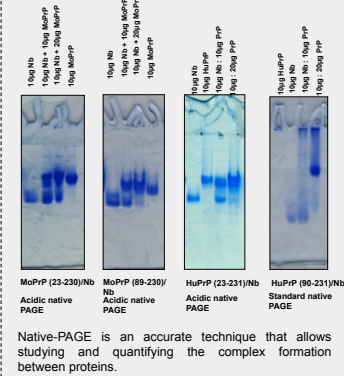 10µg Nb
10µg Nb + 10µg MoPrP
10µg Nb + 20µg MoPrP
10µg MoPrP
10µg Nb
10µg Nb + 10µg MoPrP
10µg Nb + 20µg MoPrP
10µg MoPrP
10µg Nb
10µg HuPrP
10µg Nb : 10µg PrP
10µg : 20µg PrP
10µg HuPrP
10µg Nb
10µg Nb : 10µg PrP
10µg : 20µg PrP
MoPrP (23-230)/Nb
Acidic native
PAGE
MoPrP (89-230)/
Nb
Acidic native
PAGE
HuPrP (23-231)/Nb
Acidic native
PAGE
HuPrP (90-231)/Nb
Standard native
PAGE
Native-PAGE is an accurate technique that allows
studying and quantifying the complex formation
between proteins.